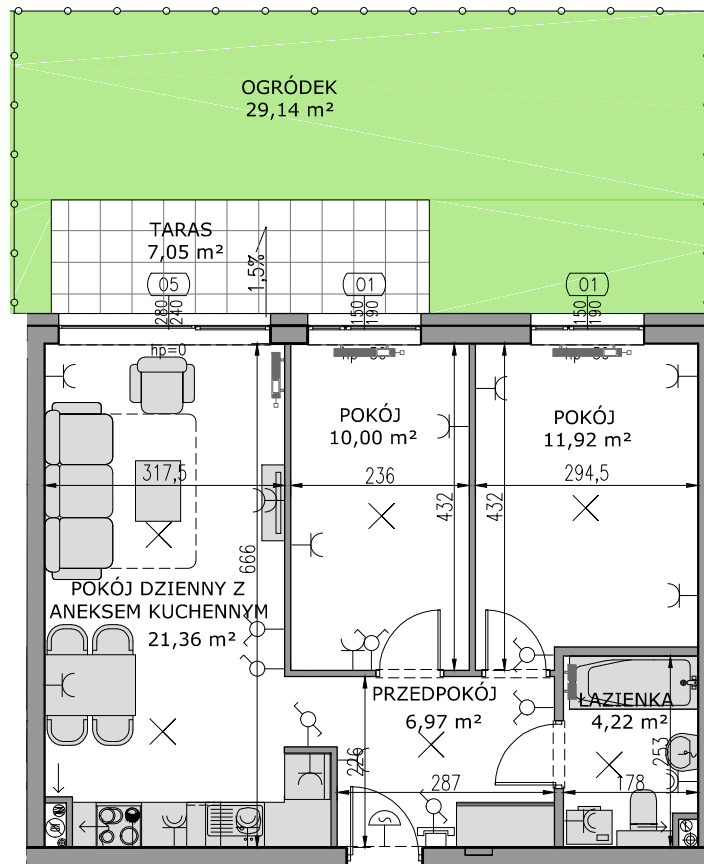 OGRÓDEK
29,14 m²
TARAS
7,05 m²
1,5%
05
280
240
01
150
190
01
150
190
hp=0
POKÓJ
10,00 m²
POKÓJ
11,92 m²
317,5
236
294,5
432
432
666
POKÓJ DZIENNY Z
ANEKSEM KUCHENNYM
21,36 m²
PRZEDPOKÓJ
6,97 m²
ŁAZIENKA
4,22 m²
226
287
253
178